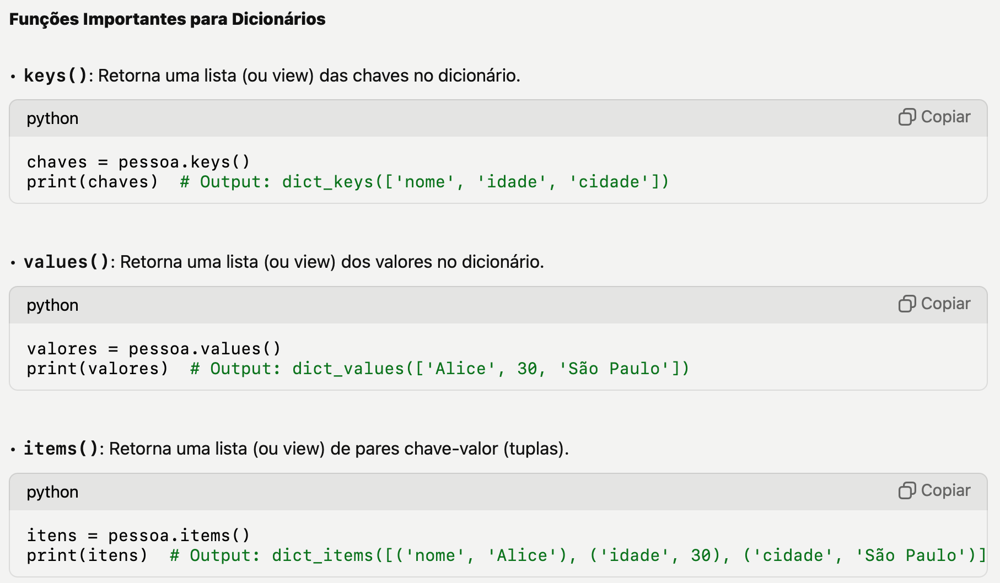 Funções Importantes para Dicionários
• keys(): Retorna uma lista (ou view) das chaves no dicionário.
python
Copiar
chaves = pessoa.keys()
print(chaves)  # Output: dict_keys(['nome', 'idade', 'cidade'])
• values(): Retorna uma lista (ou view) dos valores no dicionário.
python
Copiar
valores = pessoa.values()
print(valores)  # Output: dict_values(['Alice', 30, 'São Paulo'])
• items(): Retorna uma lista (ou view) de pares chave-valor (tuplas).
python
Copiar
itens = pessoa.items()
print(itens)  # Output: dict_items([('nome', 'Alice'), ('idade', 30), ('cidade', 'São Paulo')]